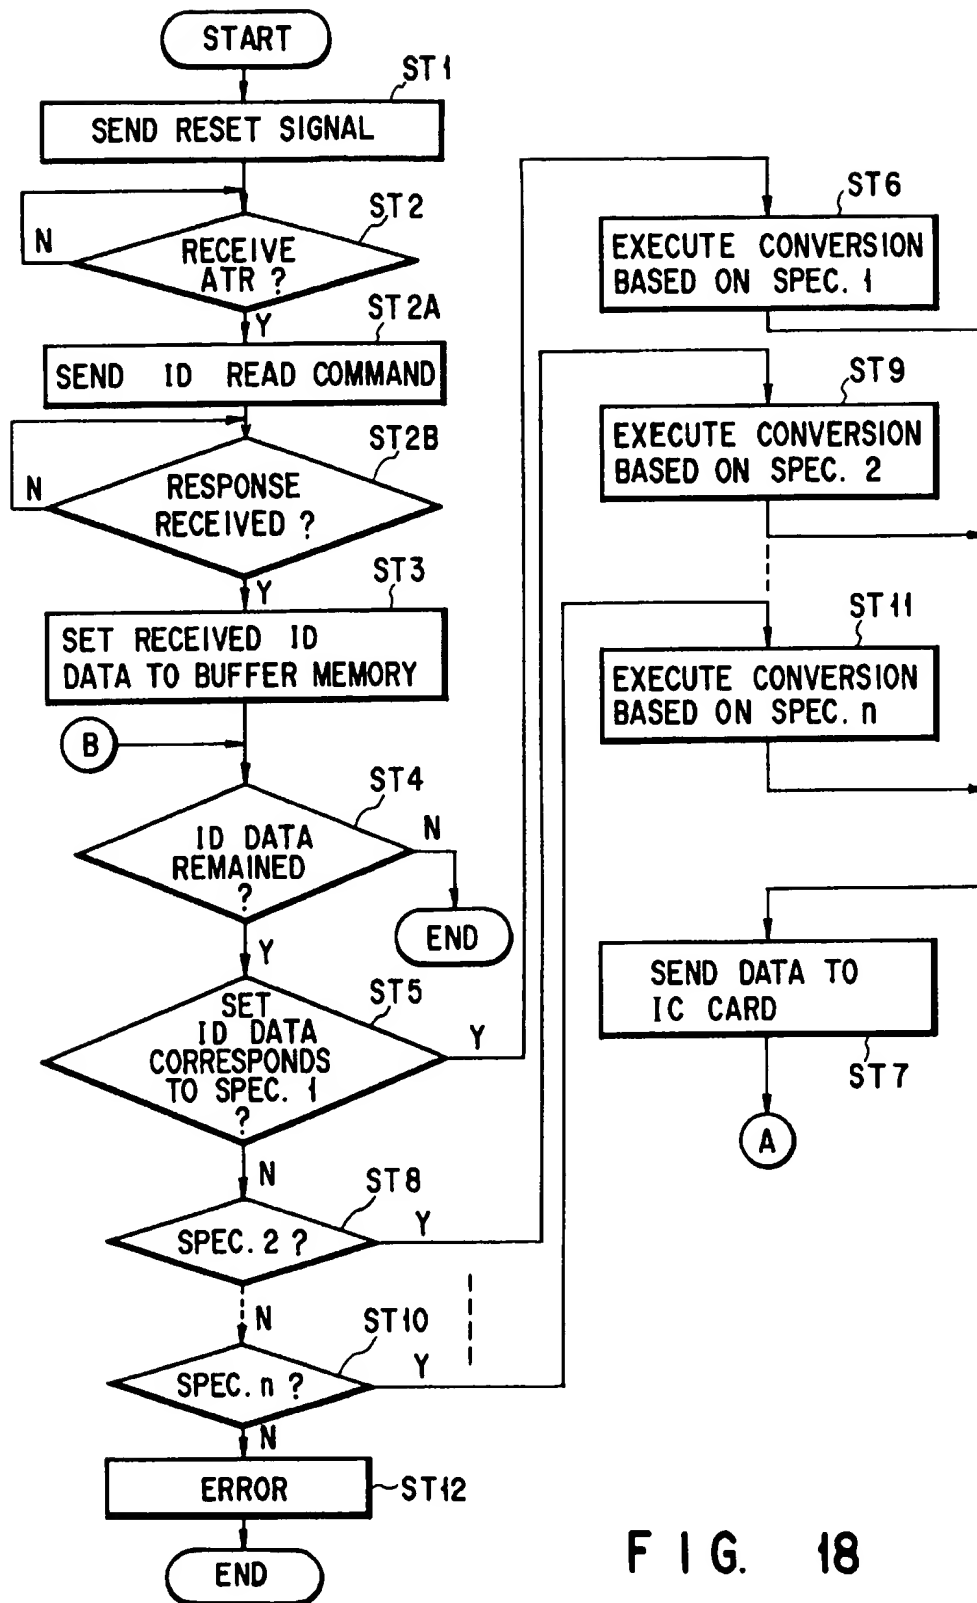 START
ST1
SEND RESET SIGNAL
ST2
N
RECEIVE
ATR ?
Y
ST2A
SEND ID READ COMMAND
ST2B
N
RESPONSE
RECEIVED ?
Y
ST3
SET RECEIVED ID
DATA TO BUFFER MEMORY
B
ST4
ID DATA
REMAINED
?
N
END
Y
ST5
SET
ID DATA
CORRESPONDS
TO SPEC. 1
?
Y
N
ST8
SPEC. 2 ?
Y
N
ST10
SPEC. n ?
Y
N
ERROR
ST12
END
ST6
EXECUTE CONVERSION
BASED ON SPEC. 1
ST9
EXECUTE CONVERSION
BASED ON SPEC. 2
ST11
EXECUTE CONVERSION
BASED ON SPEC. n
SEND DATA TO
IC CARD
ST7
A
FIG. 18